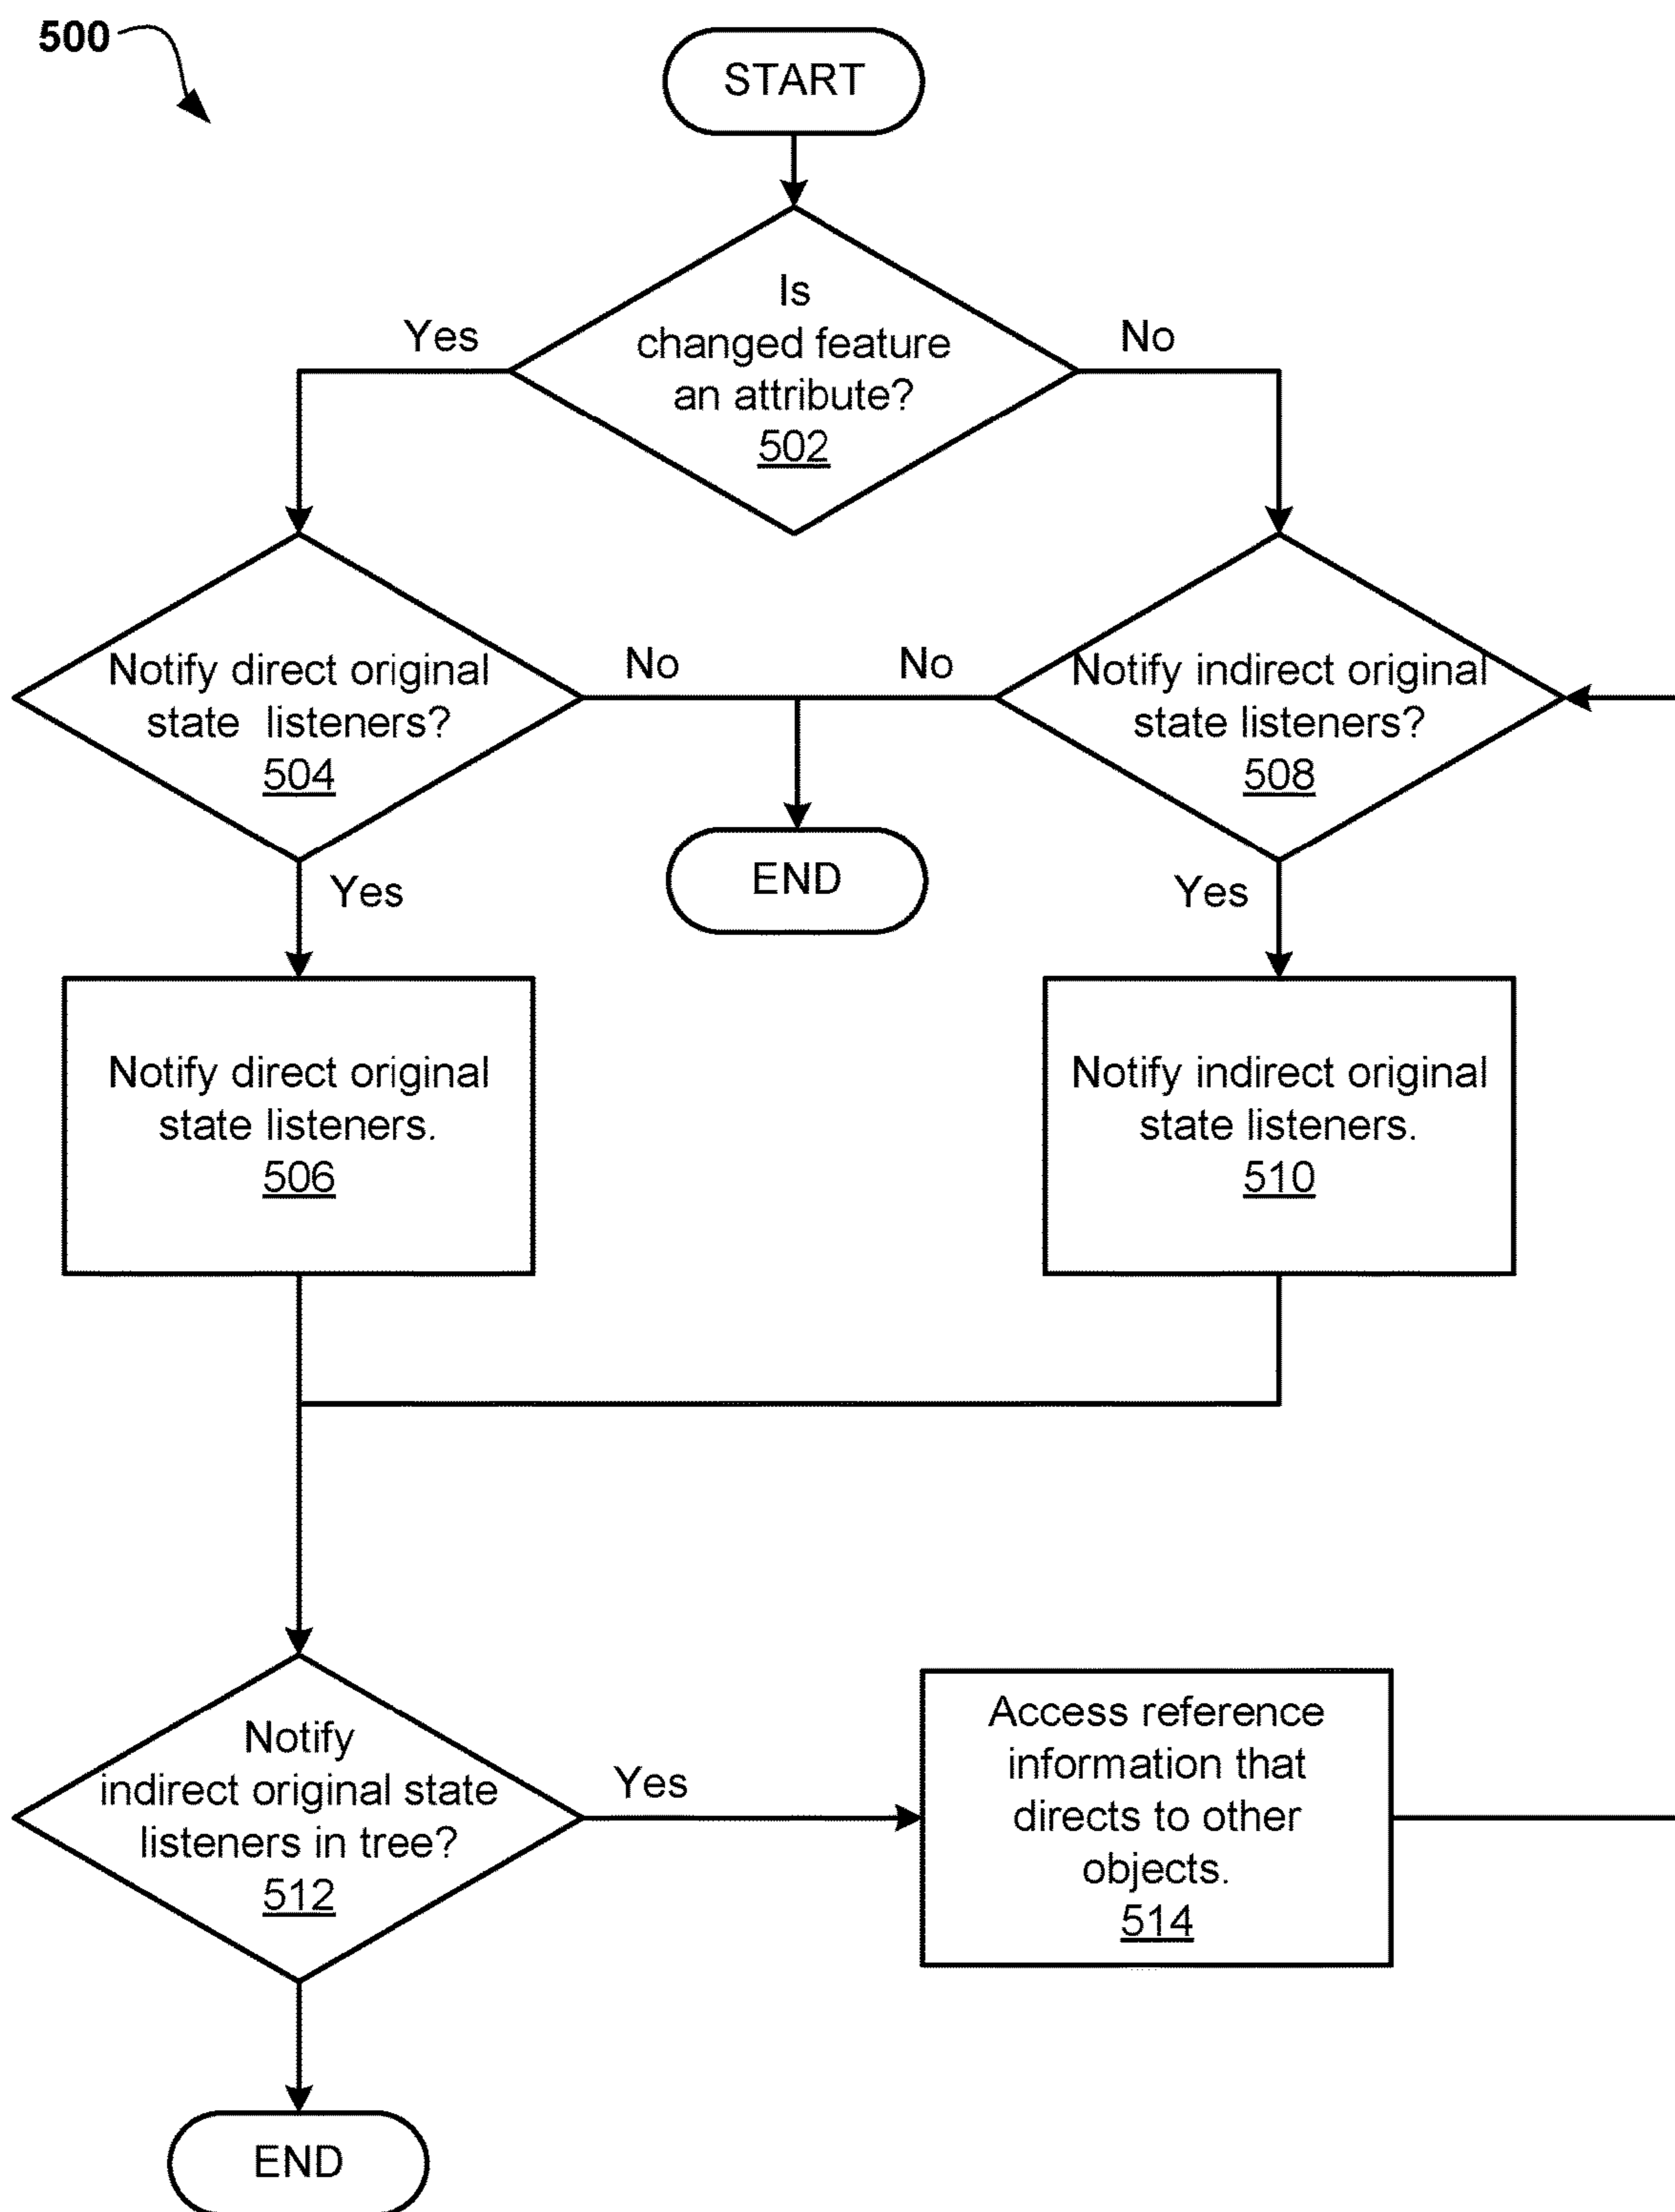 500
START
Is
changed feature
an attribute?
502
Yes
No
Notify direct original
state listeners?
504
No
No
Notify indirect original
state listeners?
508
END
Yes
Yes
Notify direct original
state listeners.
506
Notify indirect original
state listeners.
510
Notify
indirect original state
listeners in tree?
512
Yes
Access reference
information that
directs to other
objects.
514
END